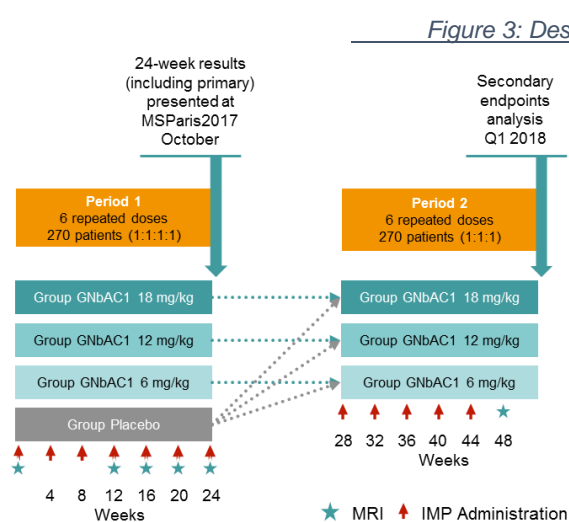 Figure 3: Des
24-week results
(including primary)
presented at
MSParis2017
October
Secondary
endpoints
analysis
Q1 2018
Period 1
6 repeated doses
270 patients (1:1:1:1)
Period 2
6 repeated doses
270 patients (1:1:1)
Group GNbAC1 18 mg/kg
Group GNbAC1 18 mg/kg
Group GNbAC1 12 mg/kg
Group GNbAC1 12 mg/kg
Group GNbAC1 6 mg/kg
Group GNbAC1 6 mg/kg
Group Placebo
4 8 12 16 20 24
Weeks
28 32 36 40 44 48
Weeks
MRI IMP Administration